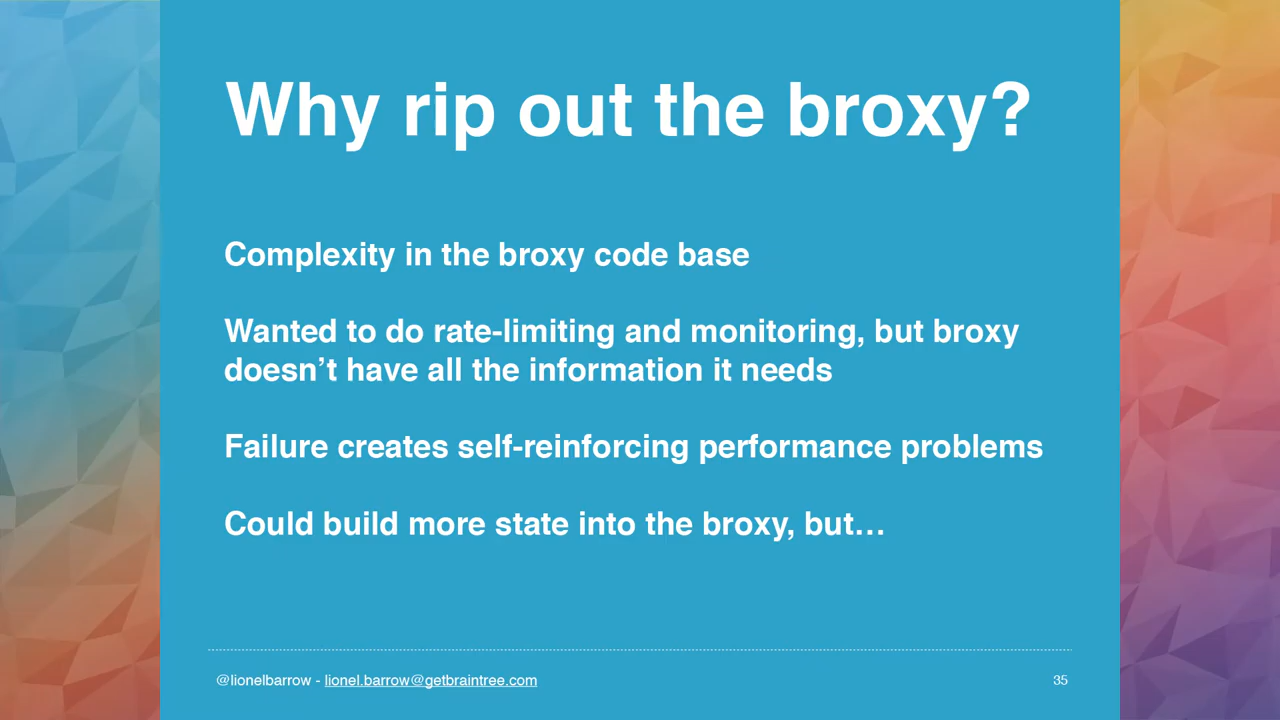 Why rip out the broxy?
Complexity in the broxy code base
Wanted to do rate-limiting and monitoring, but broxy
doesn’t have all the information it needs
Failure creates self-reinforcing performance problems
Could build more state into the broxy, but…
@lionelbarrow - lionel.barrow@getbraintree.com
35